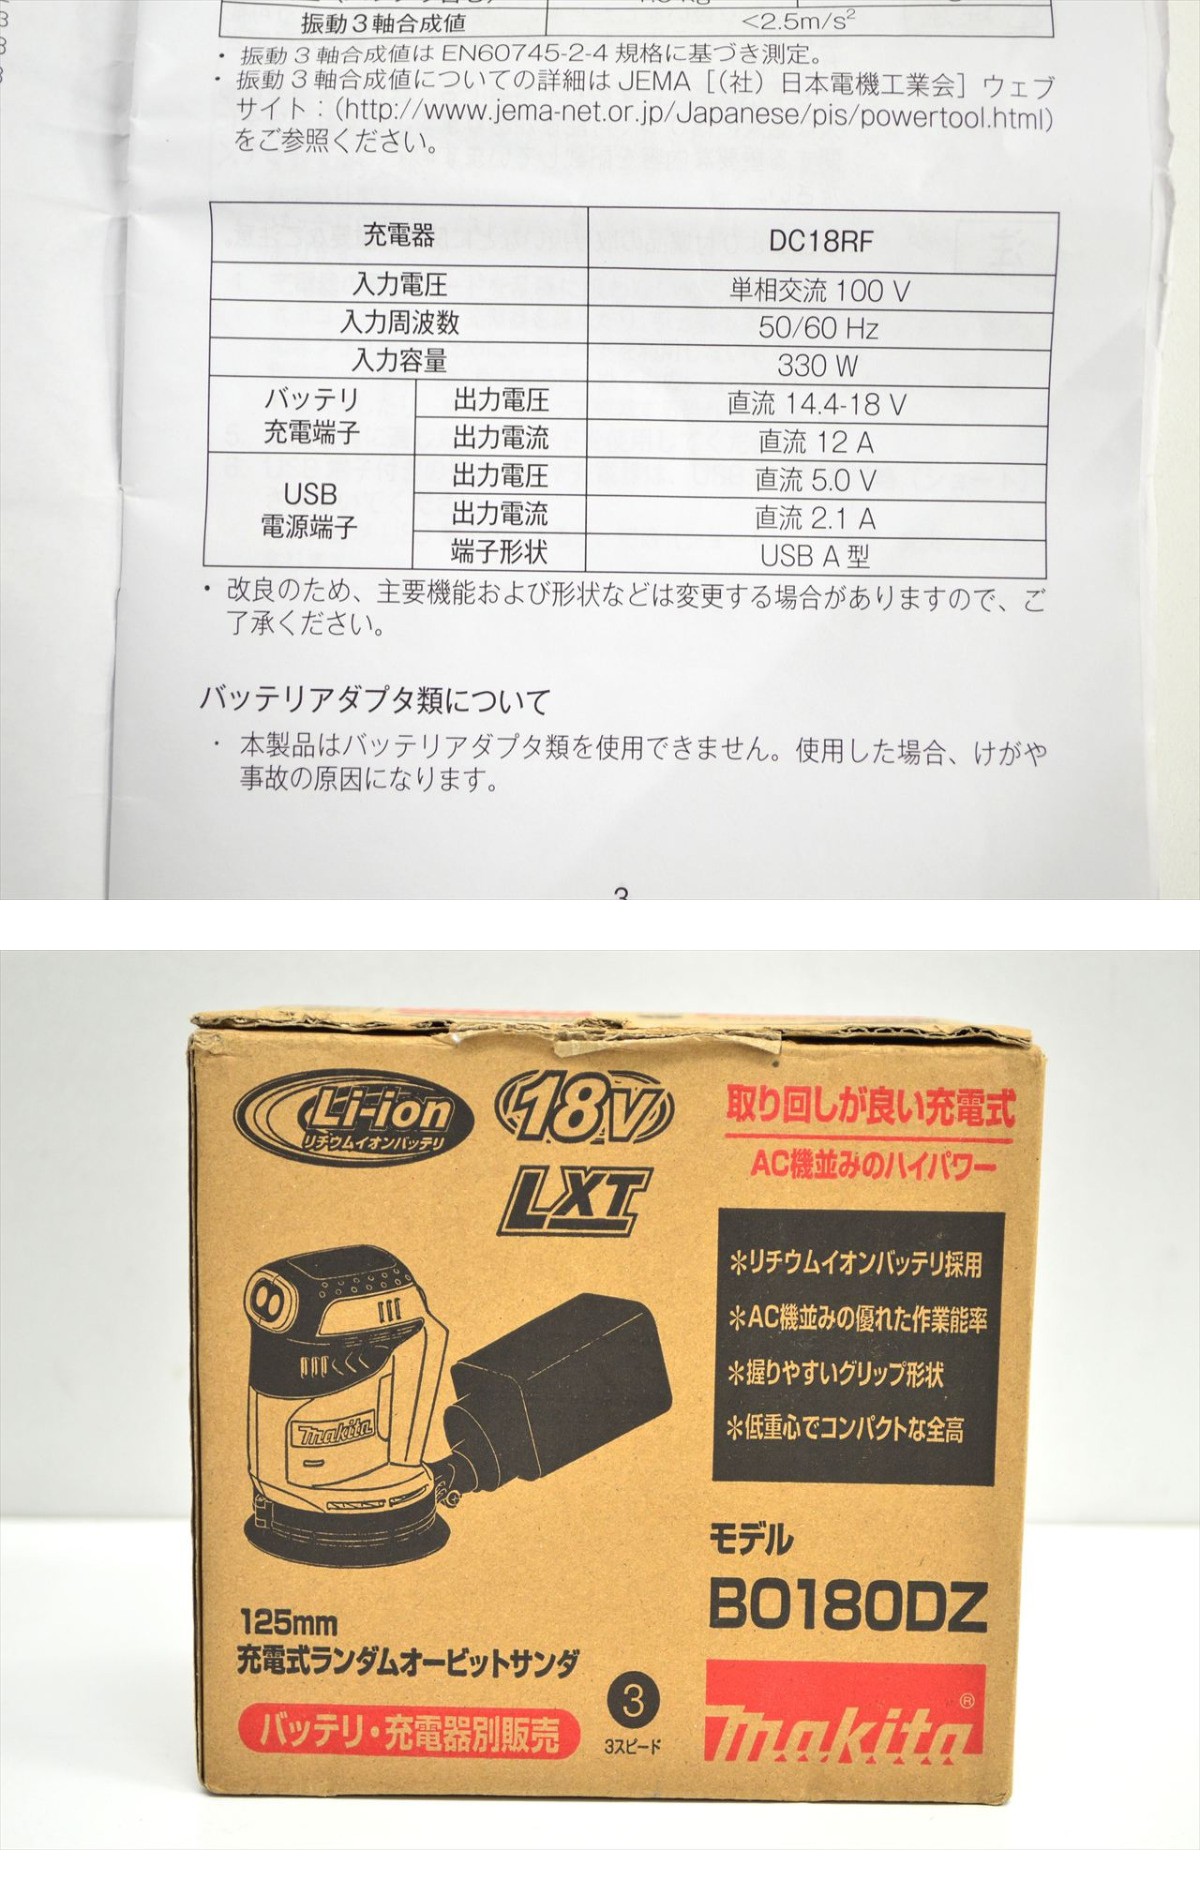 振動3軸合成値 <2.5m/s²
・振動3軸合成値は EN60745-2-4 規格に基づき測定。
・振動3軸合成値についての詳細は JEMA［(社）日本電機工業会］ウェブ
サイト：(http://www.jema-net.or.jp/Japanese/pis/powertool.html)
をご参照ください。
充電器 DC18RF
入力電圧 単相交流 100 V
入力周波数 50/60 Hz
入力容量 330 W
バッテリ充電端子 出力電圧 直流 14.4-18 V
出力電流 直流 12 A
USB電源端子 出力電圧 直流 5.0 V
出力電流 直流 2.1 A
端子形状 USB A 型
・改良のため、主要機能および形状などは変更する場合がありますので、ご
了承ください。
バッテリアダプタ類について
・本製品はバッテリアダプタ類を使用できません。使用した場合、けがや
事故の原因になります。
3
Li-ion
リチウムイオンバッテリ
18V
LXT
取り回しが良い充電式
AC機並みのハイパワー
＊リチウムイオンバッテリ採用
＊AC機並みの優れた作業能率
＊握りやすいグリップ形状
＊低重心でコンパクトな全高
makita
モデル
BO180DZ
125mm
充電式ランダムオービットサンダ
バッテリ・充電器別販売
3
3スピード
makita®